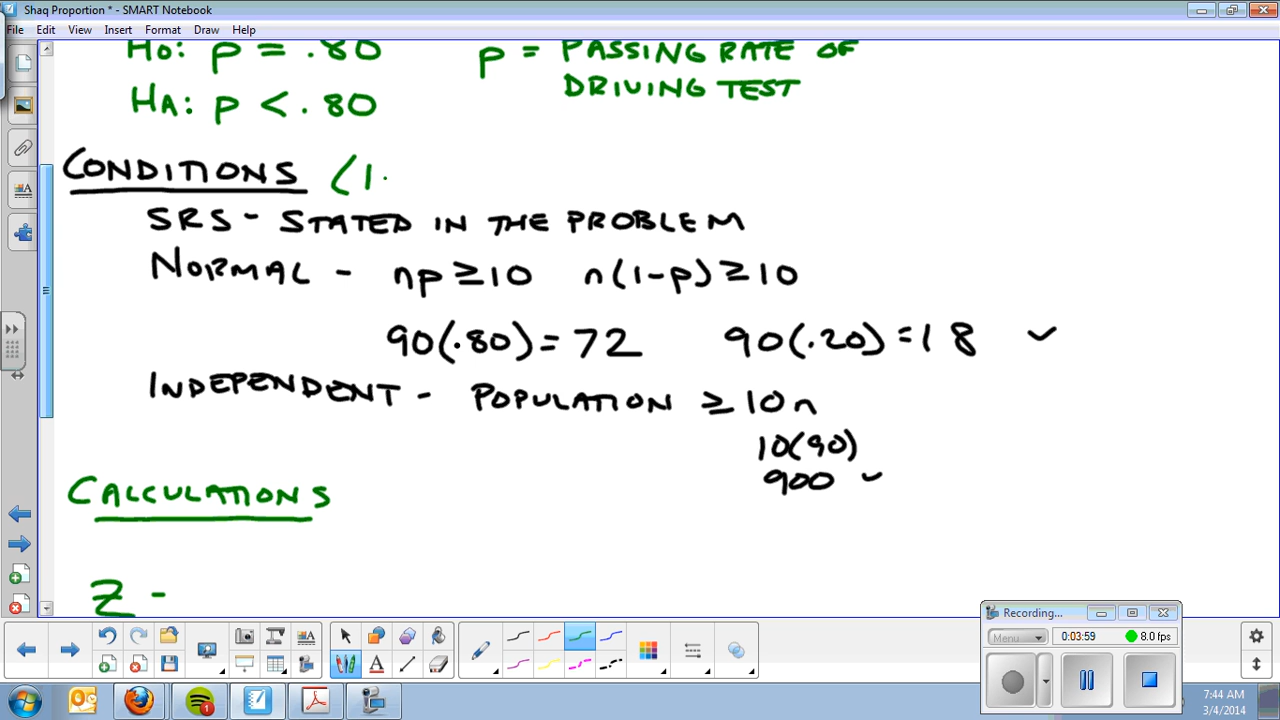 Shaq Proportion * - SMART Notebook
File Edit View Insert Format Draw Help
Ho: p = .80 p = PASSING RATE OF
DRIVING TEST
HA: p < .80
CONDITIONS (1-
SRS - STATED IN THE PROBLEM
NORMAL - np ≥ 10 n(1-p) ≥ 10
90(.80) = 72 90(.20) = 18 ✓
INDEPENDENT - POPULATION ≥ 10n
10(90)
900 ✓
CALCULATIONS
Z -
Recording...
Menu 0:03:59 8.0 fps
7:44 AM
3/4/2014